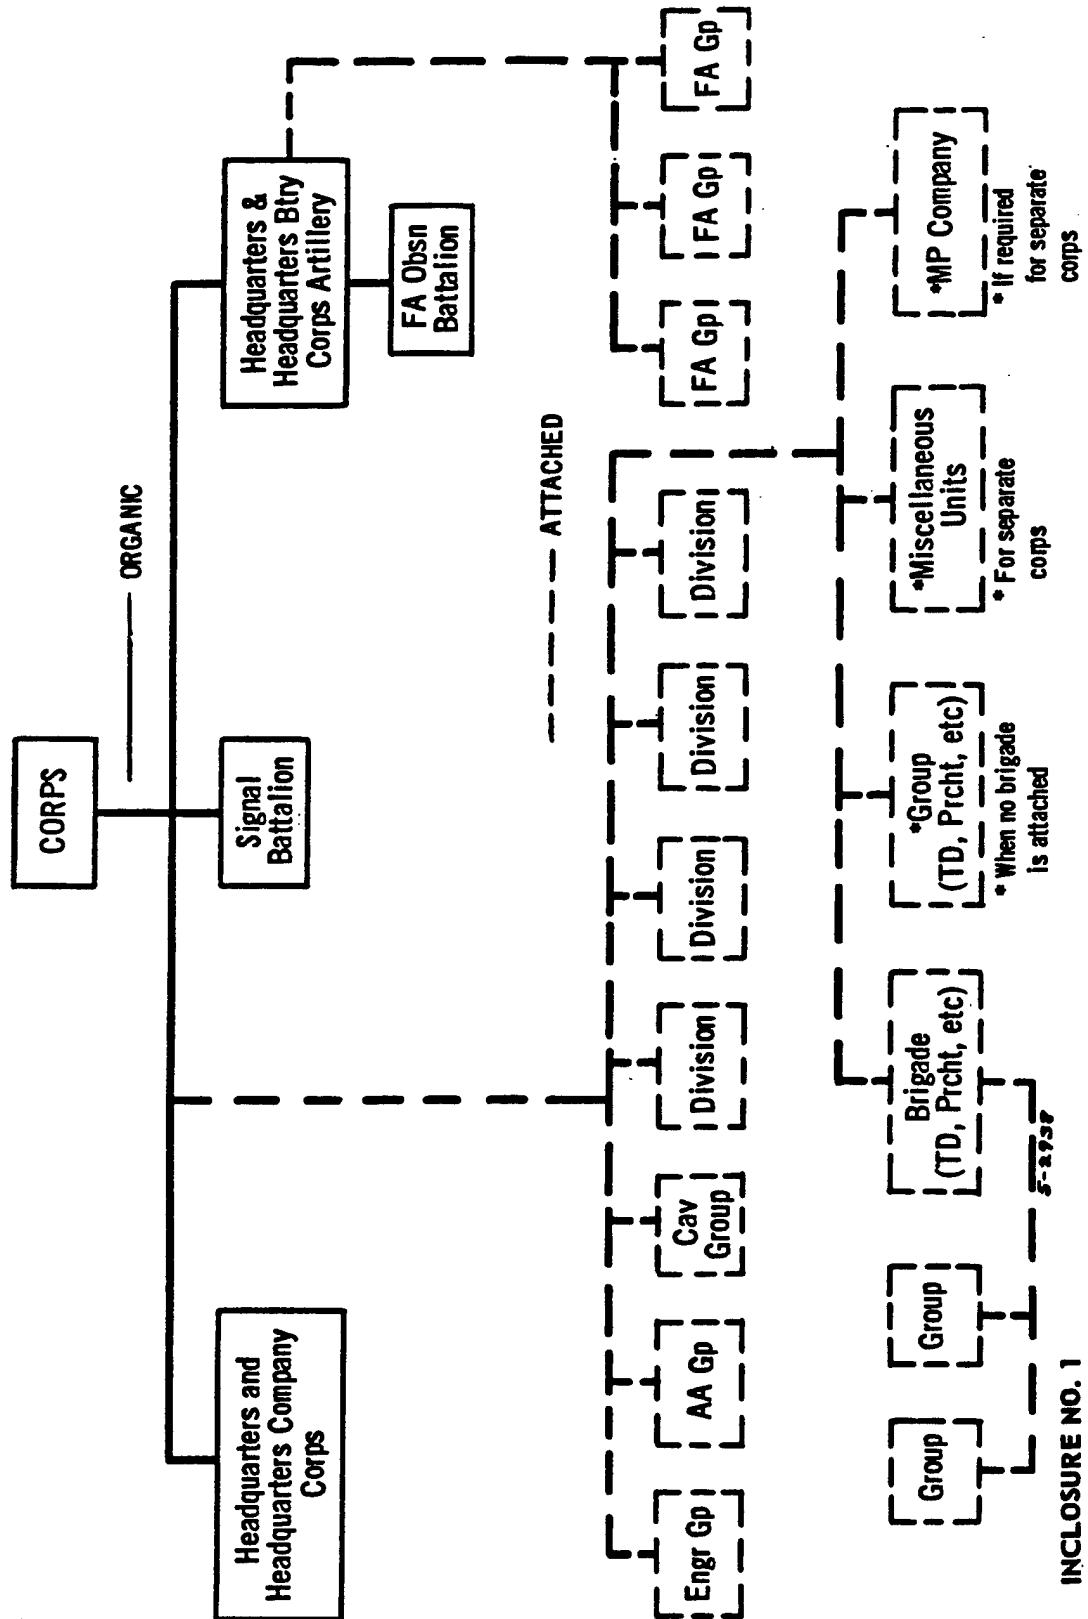 CORPS
ORGANIC
Headquarters and
Headquarters Company
Corps
Signal
Battalion
Headquarters &
Headquarters Btry
Corps Artillery
FA Obsn
Battalion
ATTACHED
Engr Gp
AA Gp
Cav
Group
Division
Division
Division
Division
FA Gp
FA Gp
FA Gp
Group
Group
Brigade
(TD, Prcht, etc)
*Group
(TD, Prcht, etc)
* When no brigade
is attached
*Miscellaneous
Units
* For separate
corps
*MP Company
* If required
for separate
corps
5-2938
INCLOSURE NO. 1